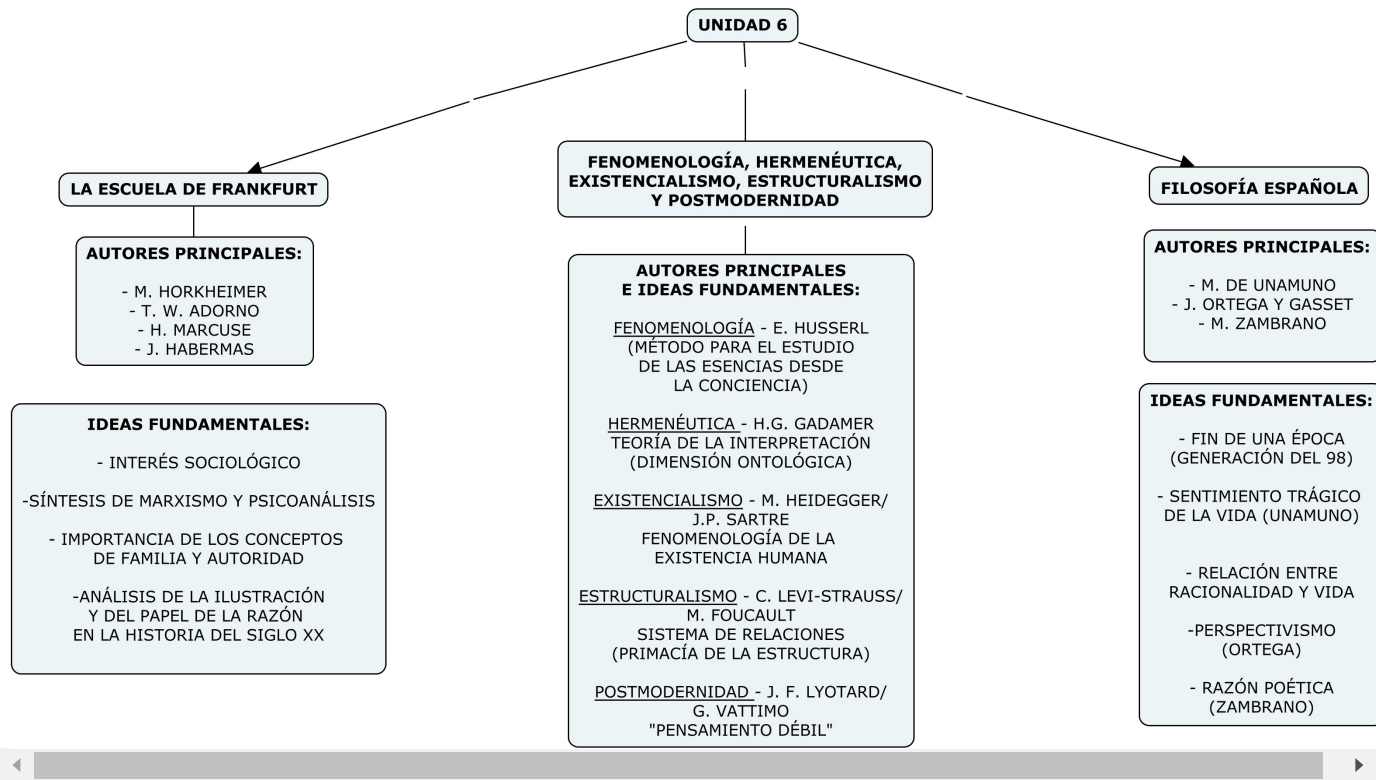 UNIDAD 6
LA ESCUELA DE FRANKFURT
AUTORES PRINCIPALES:
- M. HORKHEIMER
- T. W. ADORNO
- H. MARCUSE
- J. HABERMAS
IDEAS FUNDAMENTALES:
- INTERÉS SOCIOLÓGICO
-SÍNTESIS DE MARXISMO Y PSICOANÁLISIS
- IMPORTANCIA DE LOS CONCEPTOS
DE FAMILIA Y AUTORIDAD
-ANÁLISIS DE LA ILUSTRACIÓN
Y DEL PAPEL DE LA RAZÓN
EN LA HISTORIA DEL SIGLO XX
FENOMENOLOGÍA, HERMENÉUTICA,
EXISTENCIALISMO, ESTRUCTURALISMO
Y POSTMODERNIDAD
AUTORES PRINCIPALES
E IDEAS FUNDAMENTALES:
FENOMENOLOGÍA - E. HUSSERL
(MÉTODO PARA EL ESTUDIO
DE LAS ESENCIAS DESDE
LA CONCIENCIA)
HERMENÉUTICA - H.G. GADAMER
TEORÍA DE LA INTERPRETACIÓN
(DIMENSIÓN ONTOLÓGICA)
EXISTENCIALISMO - M. HEIDEGGER/
J.P. SARTRE
FENOMENOLOGÍA DE LA
EXISTENCIA HUMANA
ESTRUCTURALISMO - C. LEVI-STRAUSS/
M. FOUCAULT
SISTEMA DE RELACIONES
(PRIMACÍA DE LA ESTRUCTURA)
POSTMODERNIDAD - J. F. LYOTARD/
G. VATTIMO
"PENSAMIENTO DÉBIL"
FILOSOFÍA ESPAÑOLA
AUTORES PRINCIPALES:
- M. DE UNAMUNO
- J. ORTEGA Y GASSET
- M. ZAMBRANO
IDEAS FUNDAMENTALES:
- FIN DE UNA ÉPOCA
(GENERACIÓN DEL 98)
- SENTIMIENTO TRÁGICO
DE LA VIDA (UNAMUNO)
- RELACIÓN ENTRE
RACIONALIDAD Y VIDA
-PERSPECTIVISMO
(ORTEGA)
- RAZÓN POÉTICA
(ZAMBRANO)